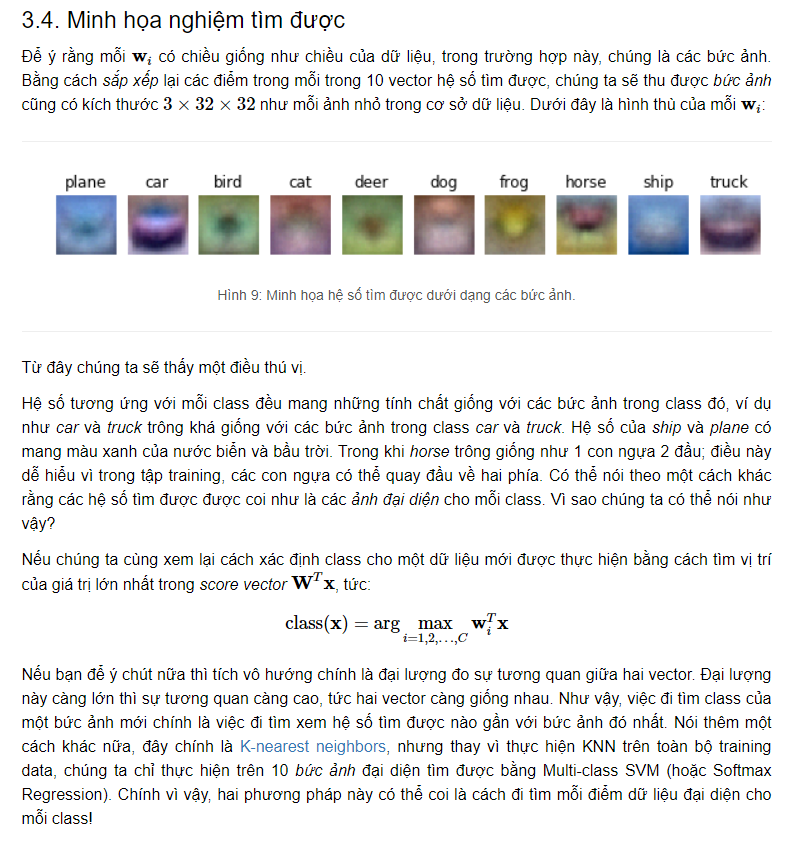 3.4. Minh họa nghiệm tìm được
Để ý rằng mỗi wᵢ có chiều giống như chiều của dữ liệu, trong trường hợp này, chúng là các bức ảnh.
Bằng cách sắp xếp lại các điểm trong mỗi trong 10 vector hệ số tìm được, chúng ta sẽ thu được bức ảnh
cũng có kích thước 3 × 32 × 32 như mỗi ảnh nhỏ trong cơ sở dữ liệu. Dưới đây là hình thù của mỗi wᵢ:
plane car bird cat deer dog frog horse ship truck
Hình 9: Minh họa hệ số tìm được dưới dạng các bức ảnh.
Từ đây chúng ta sẽ thấy một điều thú vị.
Hệ số tương ứng với mỗi class đều mang những tính chất giống với các bức ảnh trong class đó, ví dụ
như car và truck trông khá giống với các bức ảnh trong class car và truck. Hệ số của ship và plane có
mang màu xanh của nước biển và bầu trời. Trong khi horse trông giống như 1 con ngựa 2 đầu; điều này
dễ hiểu vì trong tập training, các con ngựa có thể quay đầu về hai phía. Có thể nói theo một cách khác
rằng các hệ số tìm được được coi như là các ảnh đại diện cho mỗi class. Vì sao chúng ta có thể nói như
vậy?
Nếu chúng ta cùng xem lại cách xác định class cho một dữ liệu mới được thực hiện bằng cách tìm vị trí
của giá trị lớn nhất trong score vector Wᵀx, tức:
class(x) = arg max_{i=1,2,…,C} wᵢᵀx
Nếu bạn để ý chút nữa thì tích vô hướng chính là đại lượng đo sự tương quan giữa hai vector. Đại lượng
này càng lớn thì sự tương quan càng cao, tức hai vector càng giống nhau. Như vậy, việc đi tìm class của
một bức ảnh mới chính là việc đi tìm xem hệ số tìm được nào gần với bức ảnh đó nhất. Nói thêm một
cách khác nữa, đây chính là K-nearest neighbors, nhưng thay vì thực hiện KNN trên toàn bộ training
data, chúng ta chỉ thực hiện trên 10 bức ảnh đại diện tìm được bằng Multi-class SVM (hoặc Softmax
Regression). Chính vì vậy, hai phương pháp này có thể coi là cách đi tìm mỗi điểm dữ liệu đại diện cho
mỗi class!